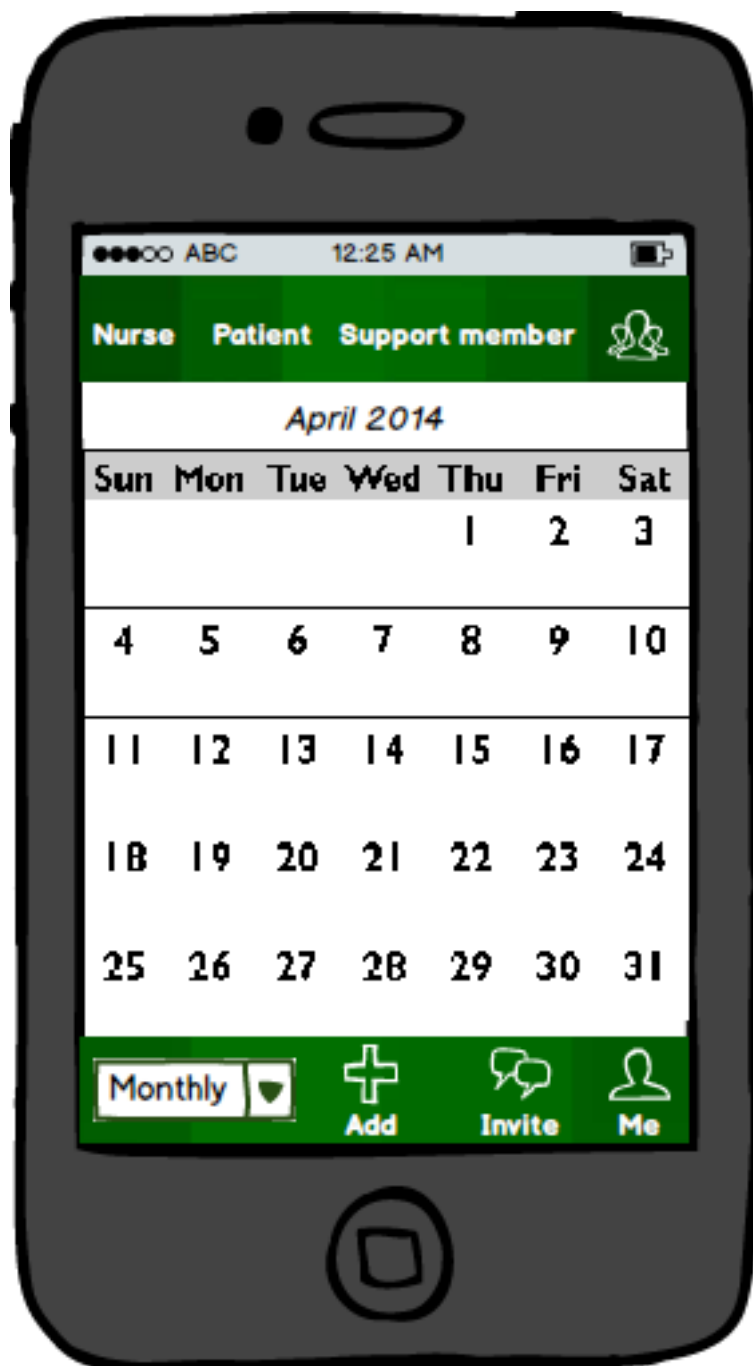 ABC 12:25 AM
Nurse Patient Support member
April 2014
Sun Mon Tue Wed Thu Fri Sat
1 2 3
4 5 6 7 8 9 10
11 12 13 14 15 16 17
18 19 20 21 22 23 24
25 26 27 28 29 30 31
Monthly
Add Invite Me